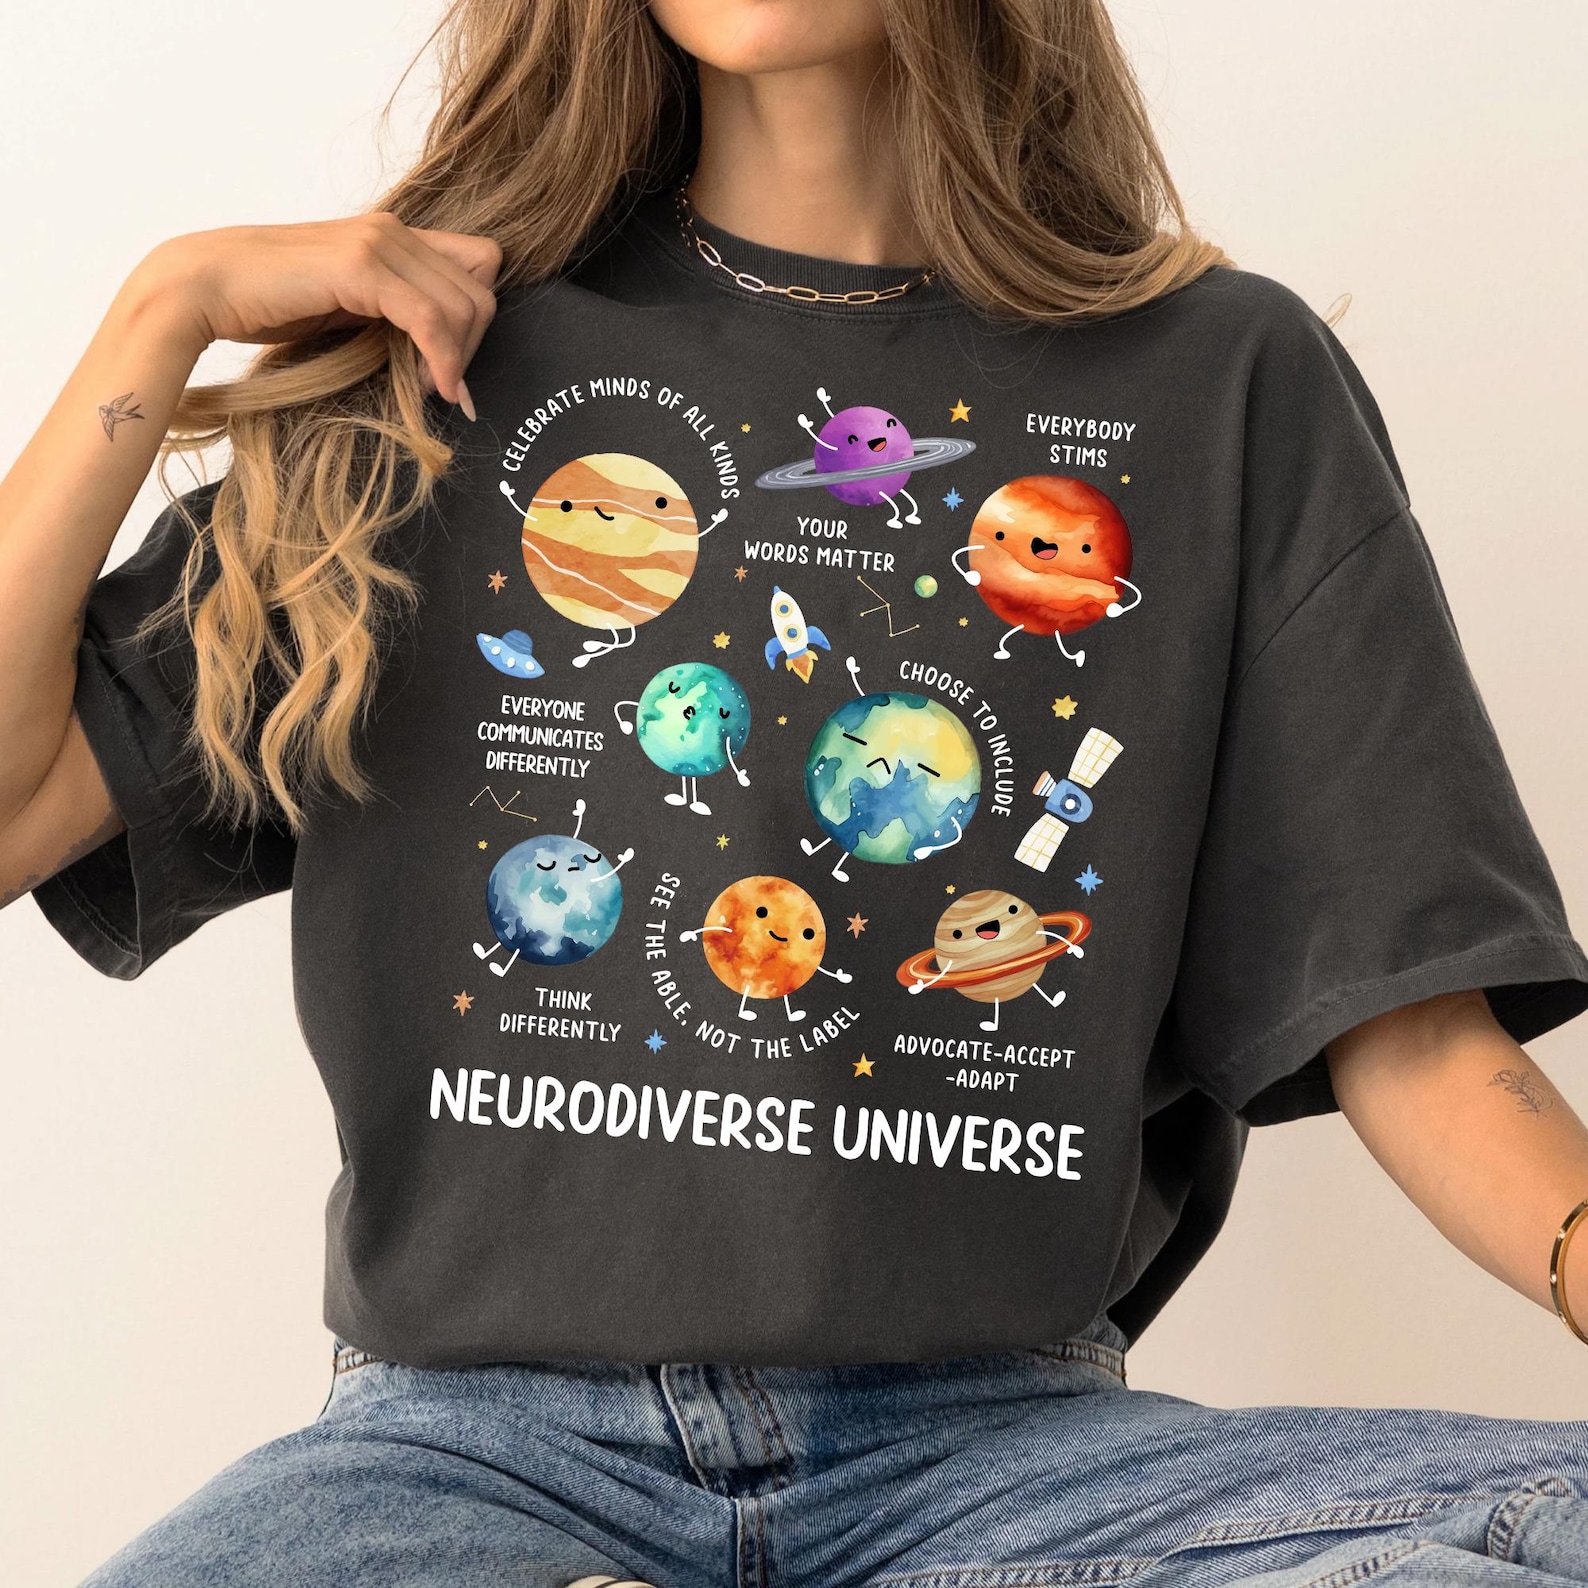 CELEBRATE MINDS OF ALL KINDS
YOUR
WORDS MATTER
EVERYBODY
STIMS
EVERYONE
COMMUNICATES
DIFFERENTLY
CHOOSE TO INCLUDE
THINK
DIFFERENTLY
SEE THE ABLE, NOT THE LABEL
ADVOCATE-ACCEPT
-ADAPT
NEURODIVERSE UNIVERSE